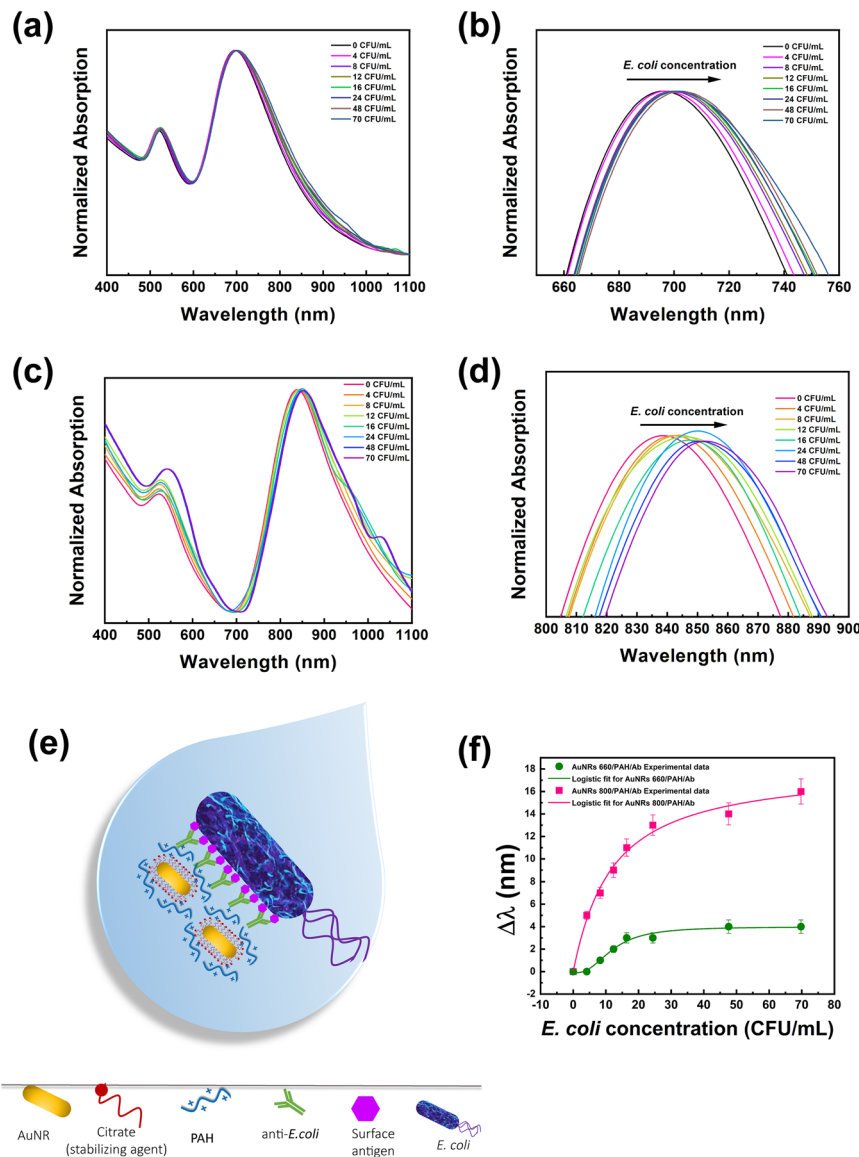 (a)
Normalized Absorption
0 CFU/mL
4 CFU/mL
8 CFU/mL
12 CFU/mL
16 CFU/mL
24 CFU/mL
48 CFU/mL
70 CFU/mL
400 500 600 700 800 900 1000 1100
Wavelength (nm)
(b)
Normalized Absorption
E. coli concentration
0 CFU/mL
4 CFU/mL
8 CFU/mL
12 CFU/mL
16 CFU/mL
24 CFU/mL
48 CFU/mL
70 CFU/mL
660 680 700 720 740 760
Wavelength (nm)
(c)
Normalized Absorption
0 CFU/mL
4 CFU/mL
8 CFU/mL
12 CFU/mL
16 CFU/mL
24 CFU/mL
48 CFU/mL
70 CFU/mL
400 500 600 700 800 900 1000 1100
Wavelength (nm)
(d)
Normalized Absorption
E. coli concentration
0 CFU/mL
4 CFU/mL
8 CFU/mL
12 CFU/mL
16 CFU/mL
24 CFU/mL
48 CFU/mL
70 CFU/mL
800 810 820 830 840 850 860 870 880 890 900
Wavelength (nm)
(e)
AuNR
Citrate
(stabilizing agent)
PAH
anti-E.coli
Surface
antigen
E. coli
(f)
Δλ (nm)
18
16
14
12
10
8
6
4
2
0
AuNRs 660/PAH/Ab Experimental data
Logistic fit for AuNRs 660/PAH/Ab
AuNRs 800/PAH/Ab Experimental data
Logistic fit for AuNRs 800/PAH/Ab
-10 0 10 20 30 40 50 60 70 80
E. coli concentration (CFU/mL)